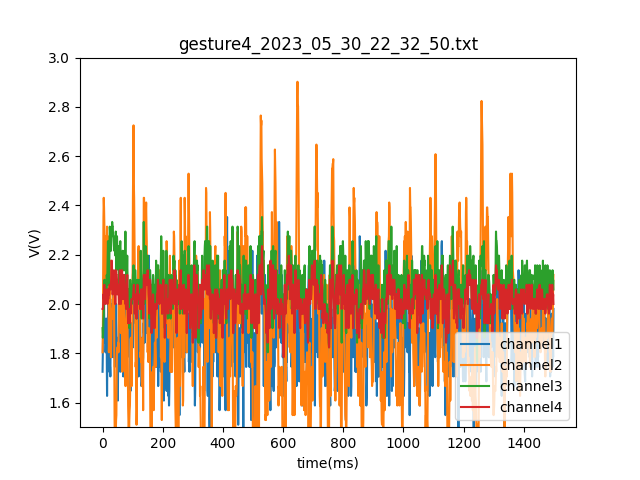 gesture4_2023_05_30_22_32_50.txt
V(V)
3.0
2.8
2.6
2.4
2.2
2.0
1.8
1.6
channel1
channel2
channel3
channel4
0 200 400 600 800 1000 1200 1400
time(ms)